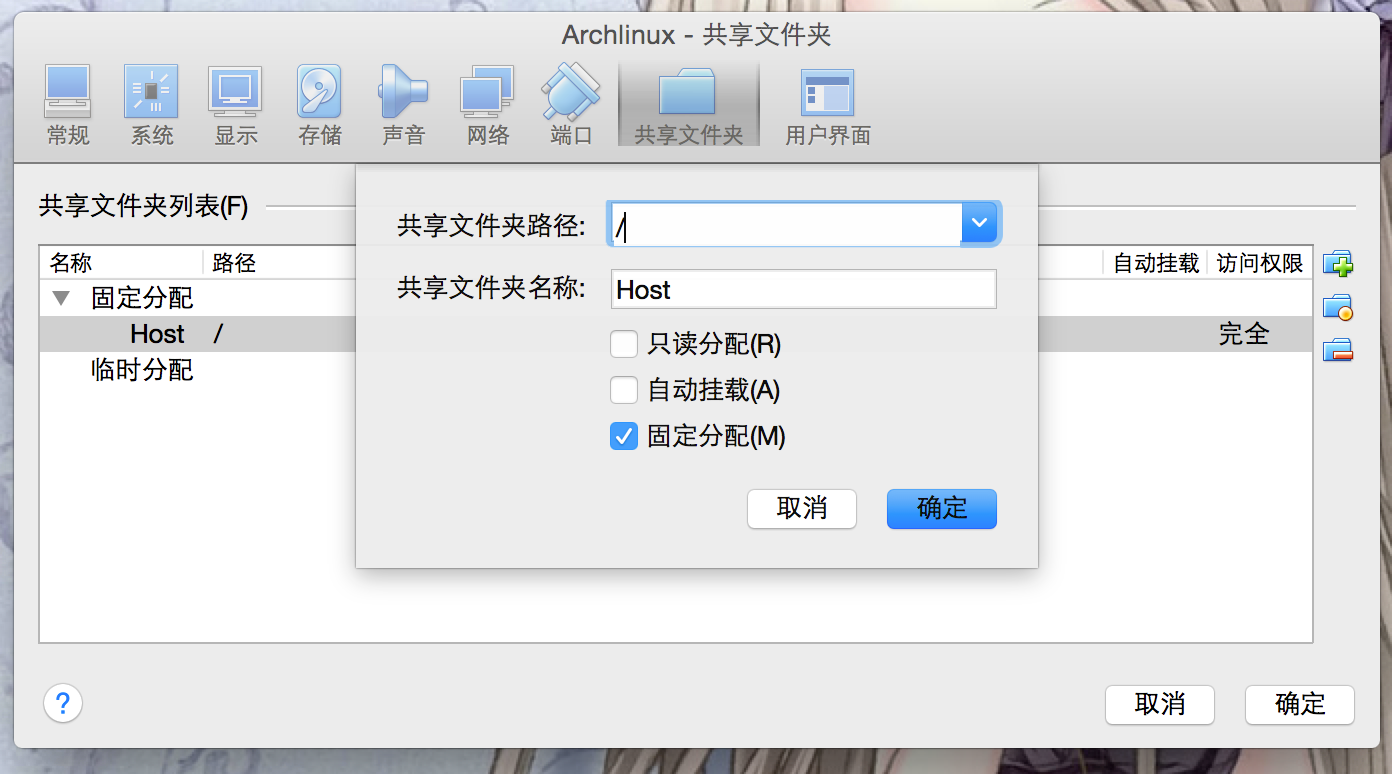 Archlinux - 共享文件夹
常规 系统 显示 存储 声音 网络 端口 共享文件夹 用户界面
共享文件夹列表(F)
名称 路径 自动挂载 访问权限
固定分配
Host / 完全
临时分配
共享文件夹路径: /
共享文件夹名称: Host
只读分配(R)
自动挂载(A)
固定分配(M)
取消 确定
?
取消 确定